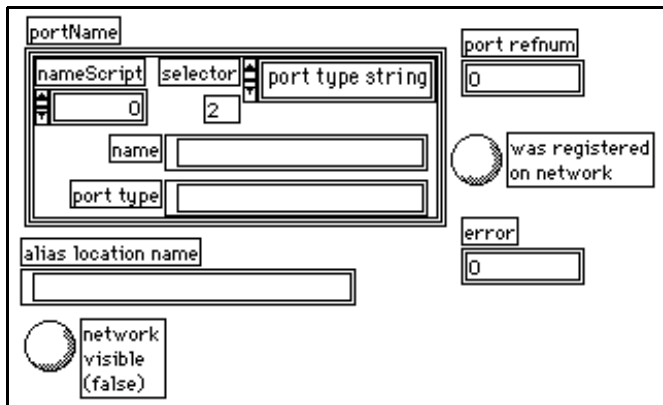 portName
nameScript
selector
port type string
0
2
name
port type
alias location name
network
visible
(false)
port refnum
0
was registered
on network
error
0